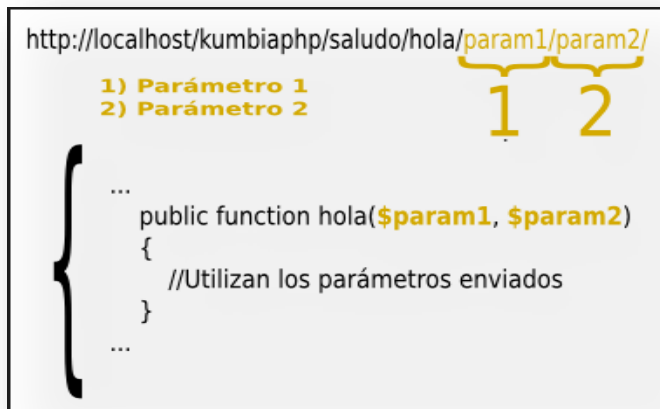 http://localhost/kumbiaphp/saludo/hola/param1/param2/
1) Parámetro 1
2) Parámetro 2
1 2
...
public function hola($param1, $param2)
{
//Utilizan los parámetros enviados
}
...